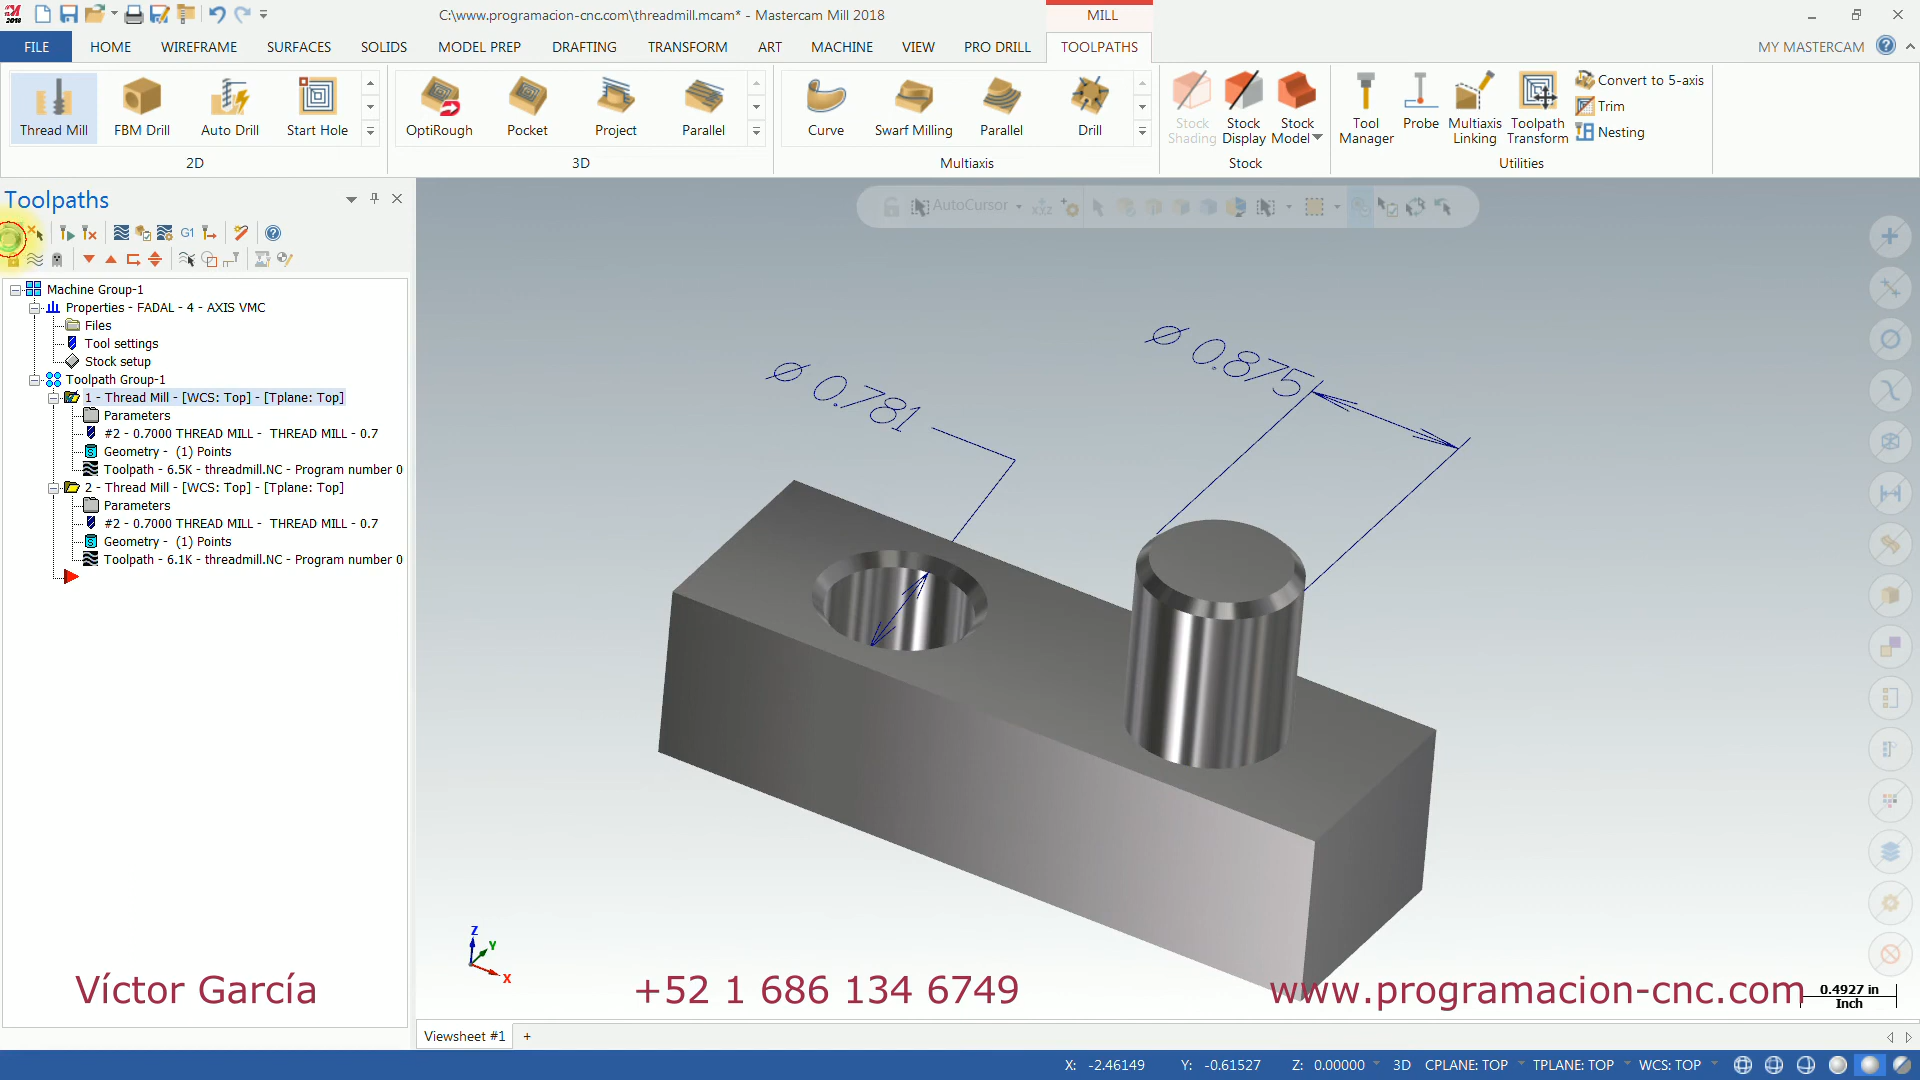 C:\www.programacion-cnc.com\threadmill.mcam* - Mastercam Mill 2018
MILL
FILE HOME WIREFRAME SURFACES SOLIDS MODEL PREP DRAFTING TRANSFORM ART MACHINE VIEW PRO DRILL TOOLPATHS MY MASTERCAM
Thread Mill FBM Drill Auto Drill Start Hole OptiRough Pocket Project Parallel Curve Swarf Milling Parallel Drill
Stock Shading Stock Display Stock Model Tool Manager Probe Multiaxis Linking Toolpath Transform
Convert to 5-axis
Trim
Nesting
2D 3D Multiaxis Stock Utilities
Toolpaths
AutoCursor
G1
Machine Group-1
Properties - FADAL - 4 - AXIS VMC
Files
Tool settings
Stock setup
Toolpath Group-1
1 - Thread Mill - [WCS: Top] - [Tplane: Top]
Parameters
#2 - 0.7000 THREAD MILL - THREAD MILL - 0.7
Geometry - (1) Points
Toolpath - 6.5K - threadmill.NC - Program number 0
2 - Thread Mill - [WCS: Top] - [Tplane: Top]
Parameters
#2 - 0.7000 THREAD MILL - THREAD MILL - 0.7
Geometry - (1) Points
Toolpath - 6.1K - threadmill.NC - Program number 0
Ø 0.781
Ø 0.875
Z
Y
X
Víctor García +52 1 686 134 6749 www.programacion-cnc.com
0.4927 in
Inch
Viewsheet #1 +
X: -2.46149 Y: -0.61527 Z: 0.00000 3D CPLANE: TOP TPLANE: TOP WCS: TOP